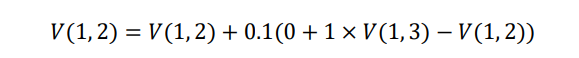 V(1, 2) = V(1, 2) + 0.1(0 + 1 × V(1, 3) − V(1, 2))